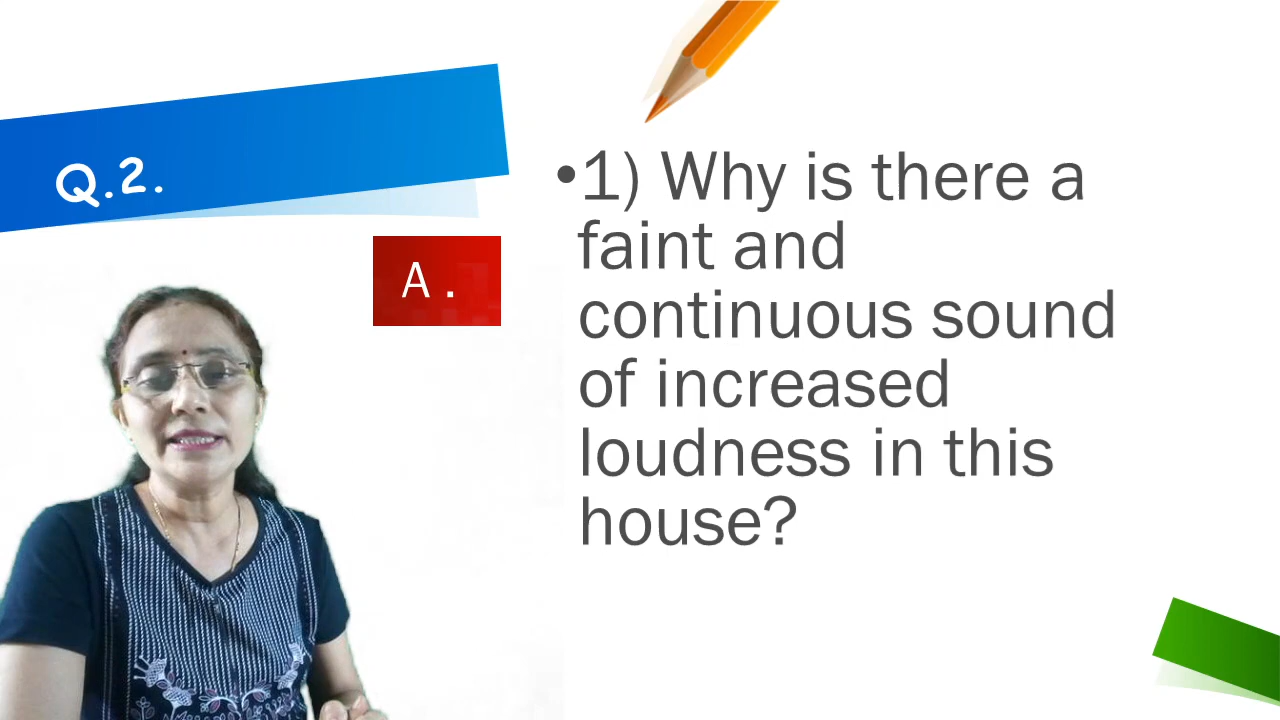 Q.2.
A.
•1) Why is there a
faint and
continuous sound
of increased
loudness in this
house?